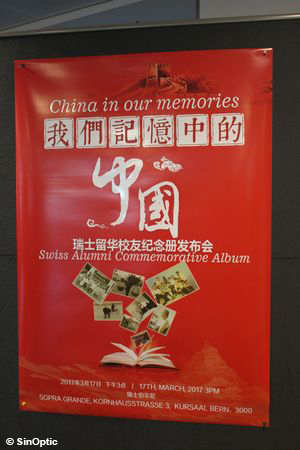 China in our memories
我們記憶中的
中國
瑞士留华校友纪念册发布会
Swiss Alumni Commemorative Album
2017年3月17日 下午3点 / 17TH, MARCH, 2017 3PM
瑞士伯尔尼
SOPRA GRANDE, KORNHAUSSTRASSE 3, KURSAAL BERN, 3000
© SinOptic